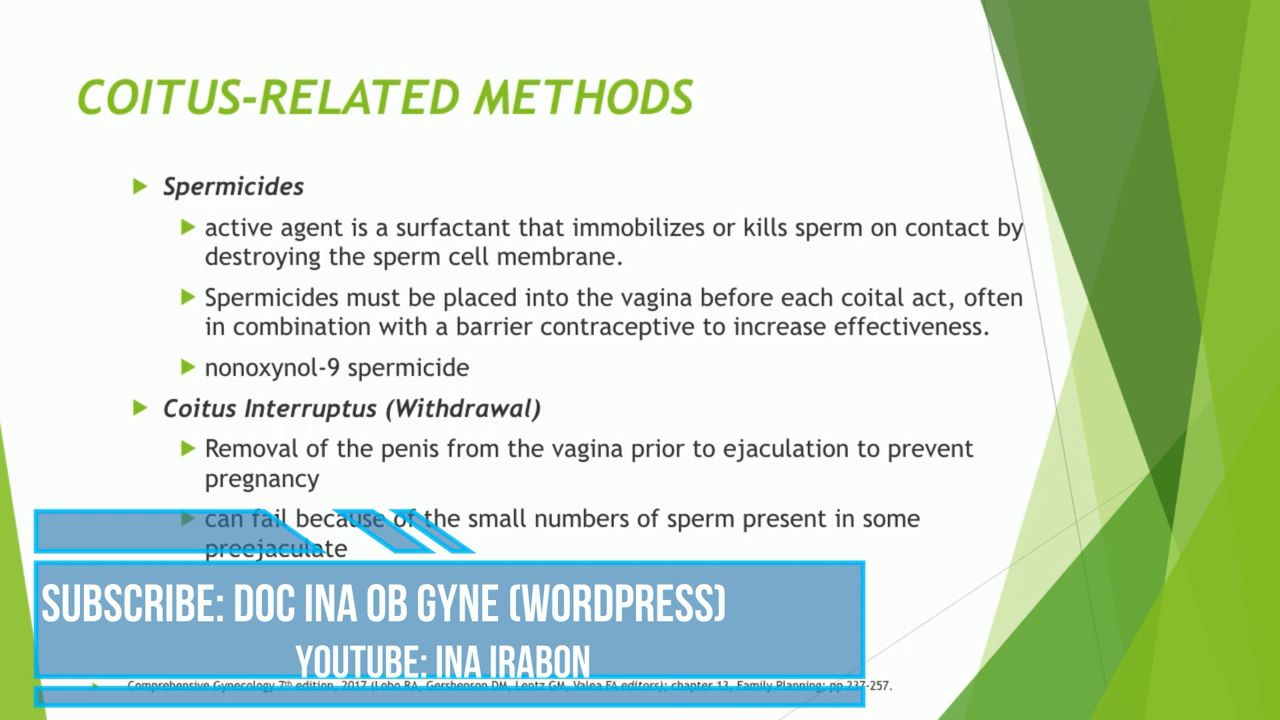 COITUS-RELATED METHODS
Spermicides
active agent is a surfactant that immobilizes or kills sperm on contact by
destroying the sperm cell membrane.
Spermicides must be placed into the vagina before each coital act, often
in combination with a barrier contraceptive to increase effectiveness.
nonoxynol-9 spermicide
Coitus Interruptus (Withdrawal)
Removal of the penis from the vagina prior to ejaculation to prevent
pregnancy
can fail because of the small numbers of sperm present in some
preejaculate
SUBSCRIBE: DOC INA OB GYNE (WORDPRESS)
YOUTUBE: INA IRABON
Comprehensive Gynecology 7th edition, 2017 (Lobo RA, Gershenson DM, Lentz GM, Valea FA editors); chapter 13, Family Planning; pp 237-257.